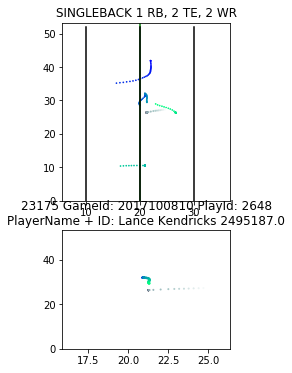 SINGLEBACK 1 RB, 2 TE, 2 WR
50
40
30
20
10
0
10 20 30
23175 GameId: 2017100810 PlayId: 2648
PlayerName + ID: Lance Kendricks 2495187.0
40
20
0
17.5 20.0 22.5 25.0